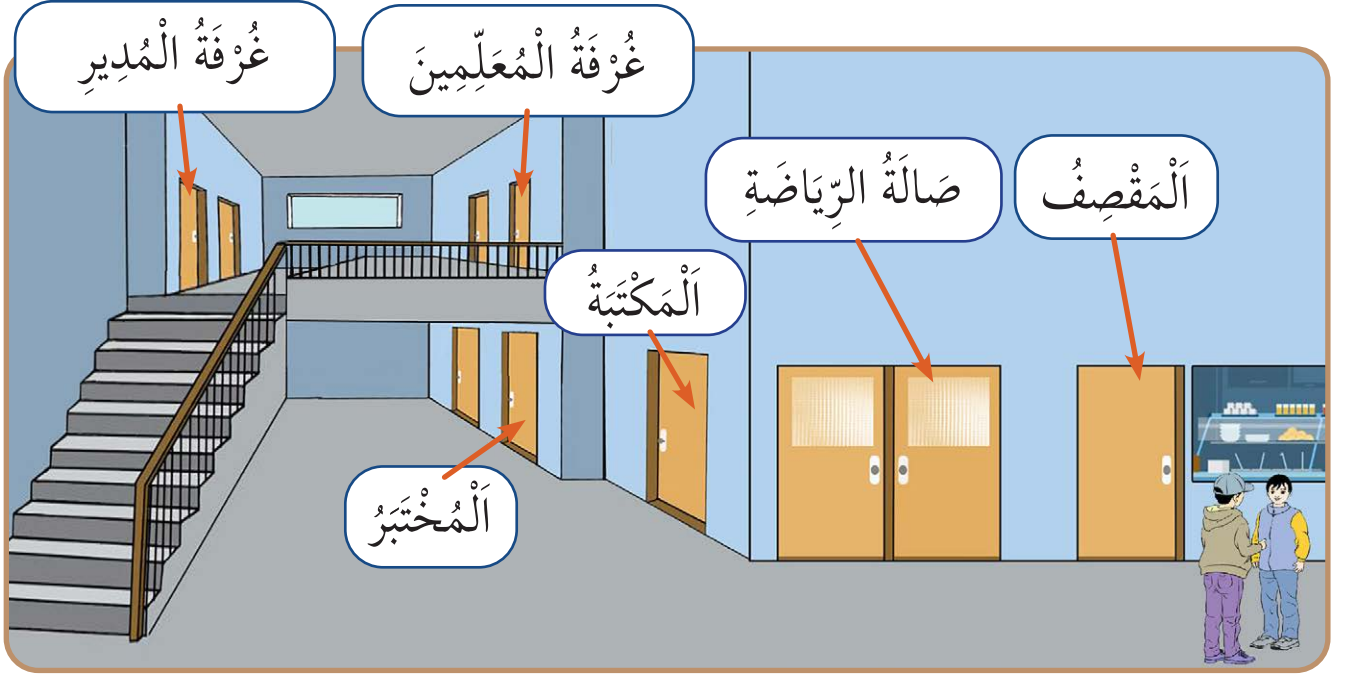 غُرْفَةُ الْمُعَلِّمِينَ
غُرْفَةُ الْمُدِيرِ
اَلْمَقْصِفُ
صَالَةُ الرِّيَاضَةِ
اَلْمَكْتَبَةُ
اَلْمُخْتَبَرُ